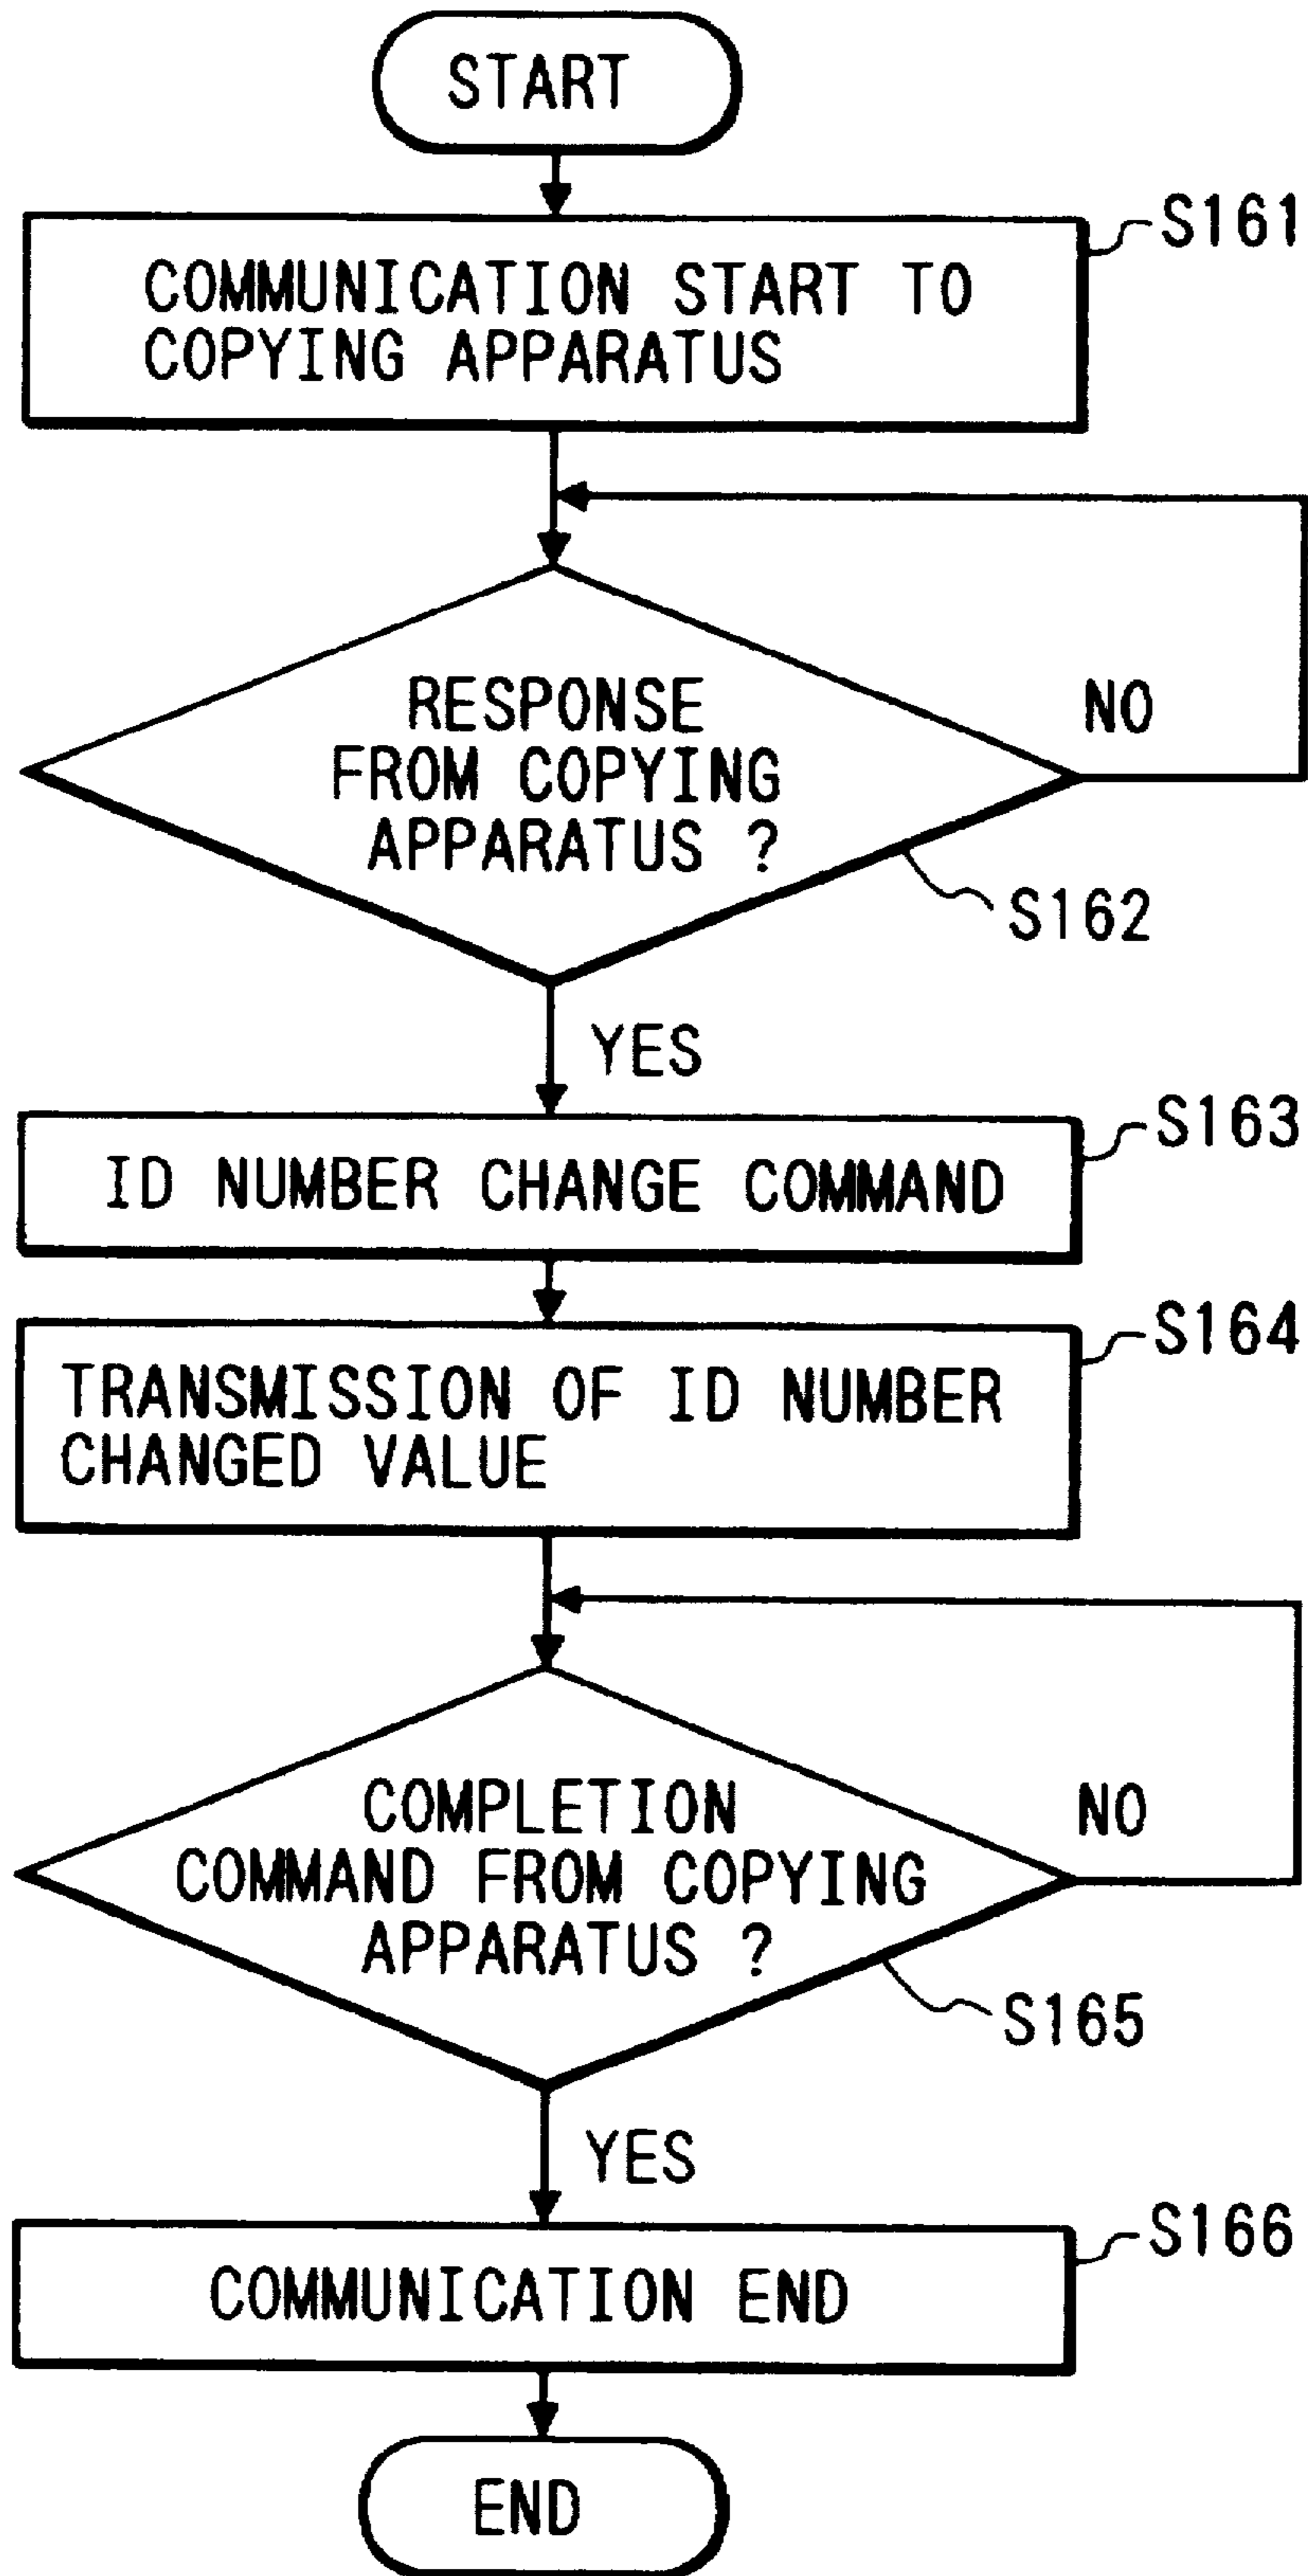 START
S161
COMMUNICATION START TO
COPYING APPARATUS
RESPONSE
FROM COPYING
APPARATUS ?
NO
S162
YES
S163
ID NUMBER CHANGE COMMAND
S164
TRANSMISSION OF ID NUMBER
CHANGED VALUE
COMPLETION
COMMAND FROM COPYING
APPARATUS ?
NO
S165
YES
S166
COMMUNICATION END
END